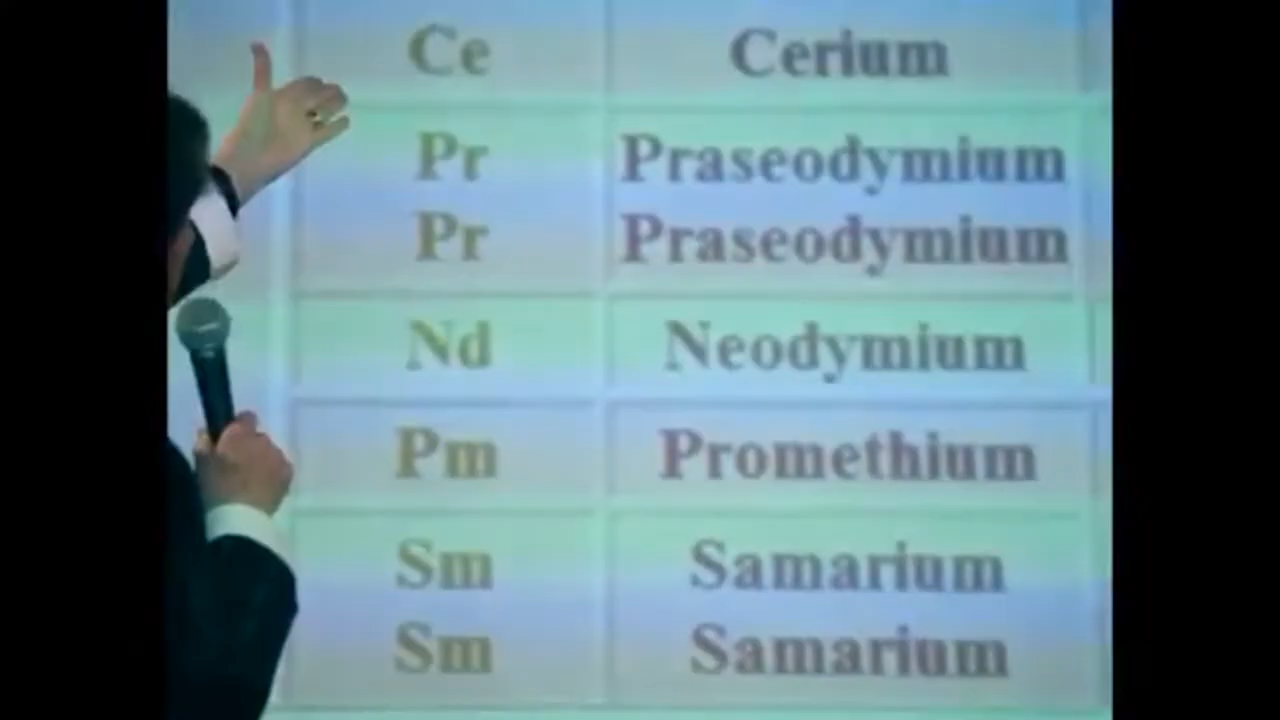 Ce Cerium
Pr Praseodymium
Pr Praseodymium
Nd Neodymium
Pm Promethium
Sm Samarium
Sm Samarium